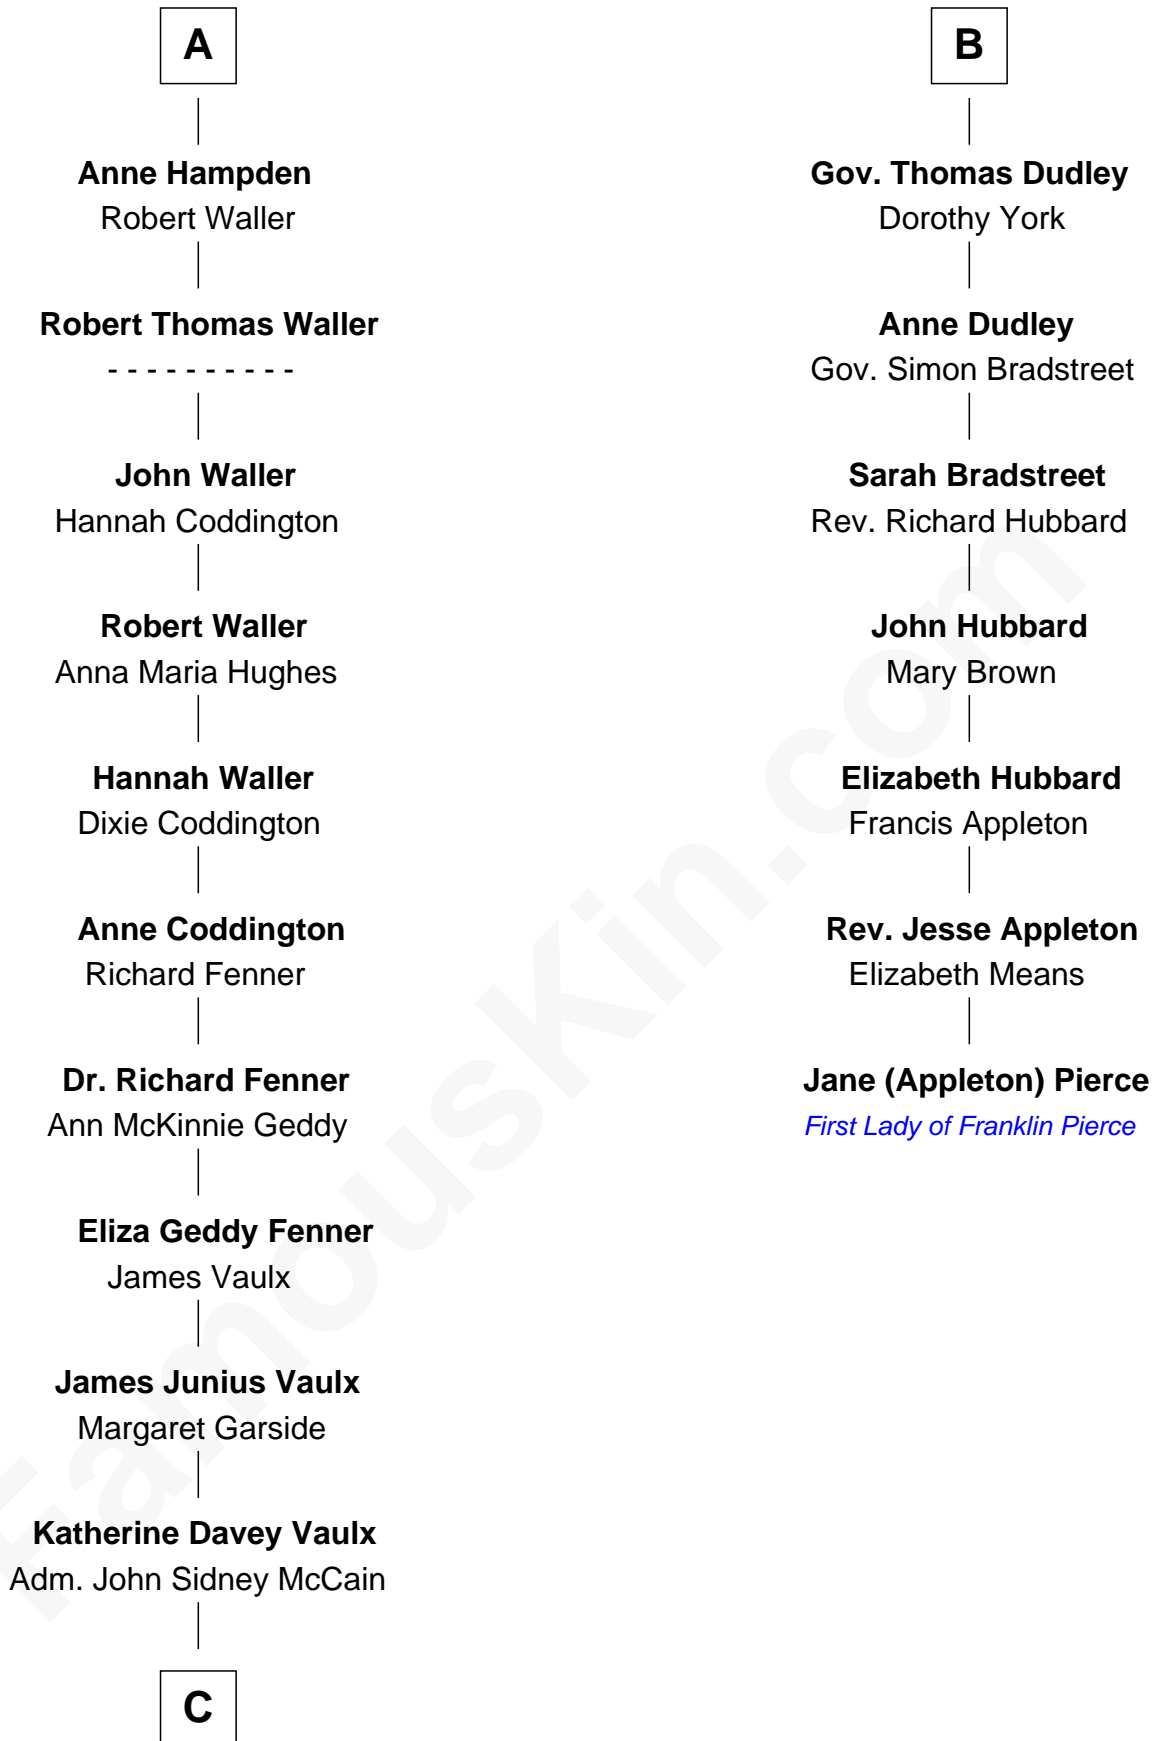 A
Anne Hampden
Robert Waller
Robert Thomas Waller
- - - - - - - - - -
John Waller
Hannah Coddington
Robert Waller
Anna Maria Hughes
Hannah Waller
Dixie Coddington
Anne Coddington
Richard Fenner
Dr. Richard Fenner
Ann McKinnie Geddy
Eliza Geddy Fenner
James Vaulx
James Junius Vaulx
Margaret Garside
Katherine Davey Vaulx
Adm. John Sidney McCain
C
B
Gov. Thomas Dudley
Dorothy York
Anne Dudley
Gov. Simon Bradstreet
Sarah Bradstreet
Rev. Richard Hubbard
John Hubbard
Mary Brown
Elizabeth Hubbard
Francis Appleton
Rev. Jesse Appleton
Elizabeth Means
Jane (Appleton) Pierce
First Lady of Franklin Pierce
FamousKin.com